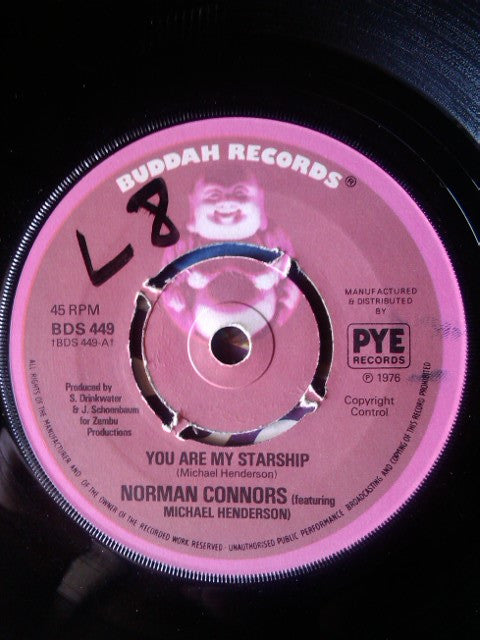 BUDDAH RECORDS®
L 8
45 RPM
BDS 449
1BDS 449-A1
MANUFACTURED
& DISTRIBUTED
BY
PYE
RECORDS
℗ 1976
Copyright
Control
Produced by
S. Drinkwater
& J. Schoenbaum
for Zembu
Productions
YOU ARE MY STARSHIP
(Michael Henderson)
NORMAN CONNORS (featuring
MICHAEL HENDERSON)
ALL RIGHTS OF THE MANUFACTURER AND OF THE OWNER OF THE RECORDED WORK RESERVED · UNAUTHORISED PUBLIC PERFORMANCE BROADCASTING AND COPYING OF THIS RECORD PROHIBITED